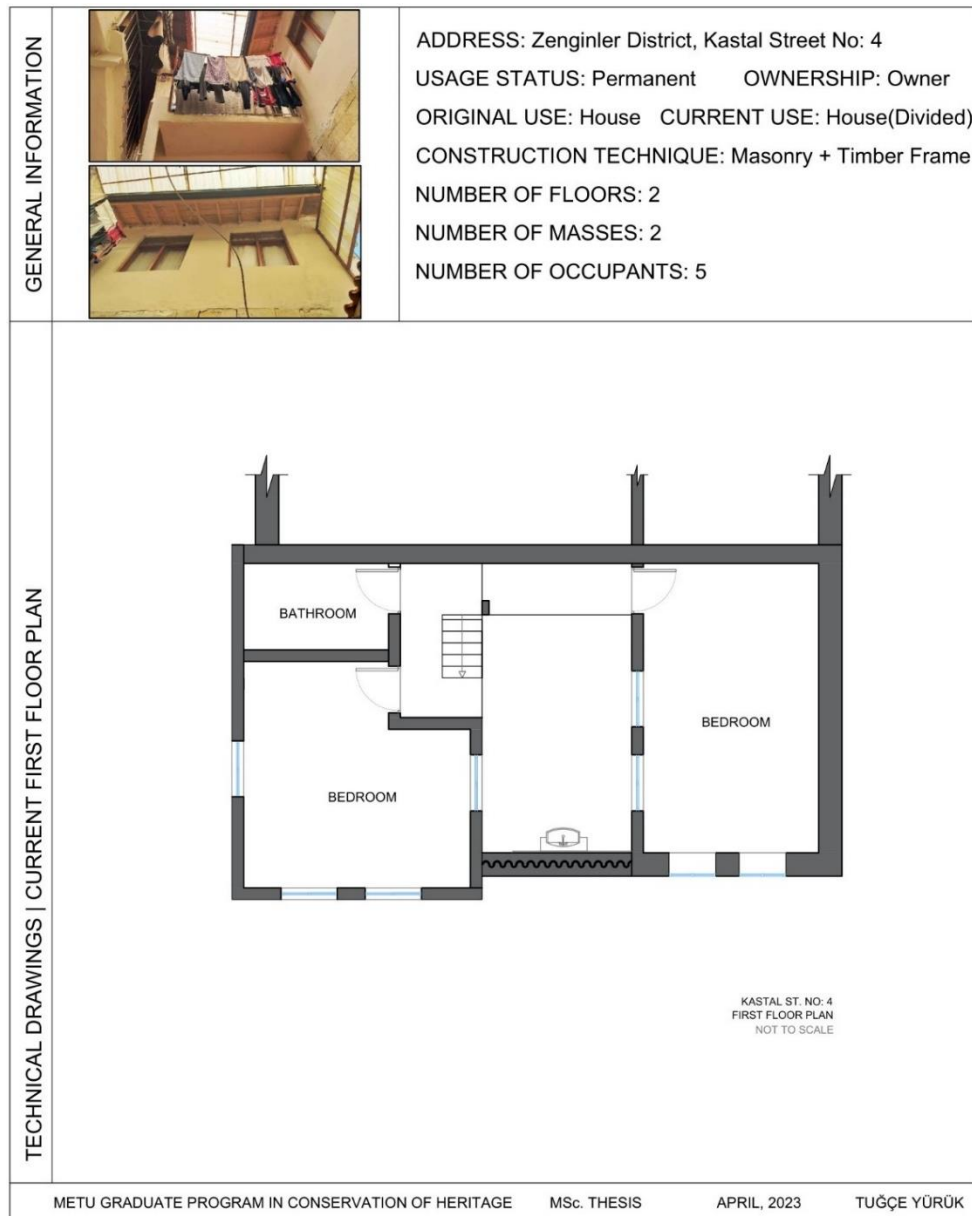 GENERAL INFORMATION
ADDRESS: Zenginler District, Kastal Street No: 4
USAGE STATUS: Permanent OWNERSHIP: Owner
ORIGINAL USE: House CURRENT USE: House(Divided)
CONSTRUCTION TECHNIQUE: Masonry + Timber Frame
NUMBER OF FLOORS: 2
NUMBER OF MASSES: 2
NUMBER OF OCCUPANTS: 5
TECHNICAL DRAWINGS | CURRENT FIRST FLOOR PLAN
BATHROOM
BEDROOM
BEDROOM
KASTAL ST. NO: 4
FIRST FLOOR PLAN
NOT TO SCALE
METU GRADUATE PROGRAM IN CONSERVATION OF HERITAGE MSc. THESIS APRIL, 2023 TUĞÇE YÜRÜK